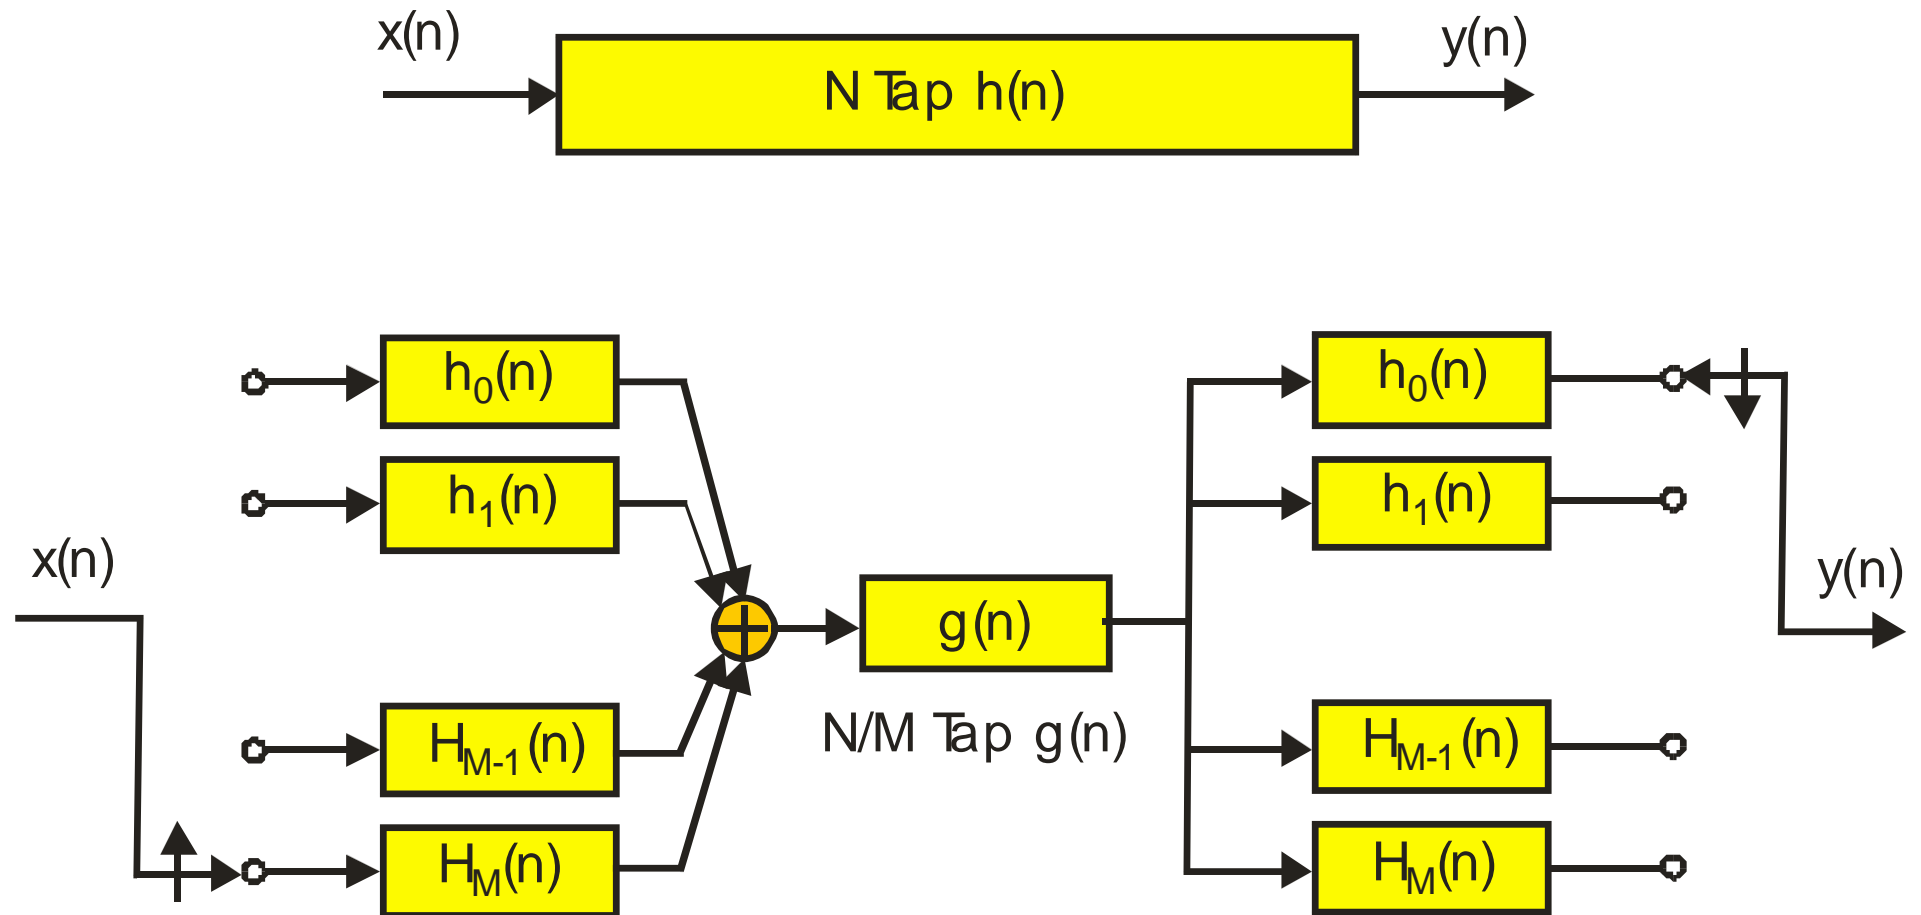 x(n)
N Tap h(n)
y(n)
h0(n)
h1(n)
x(n)
HM-1(n)
HM(n)
g(n)
N/M Tap g(n)
h0(n)
h1(n)
HM-1(n)
HM(n)
y(n)